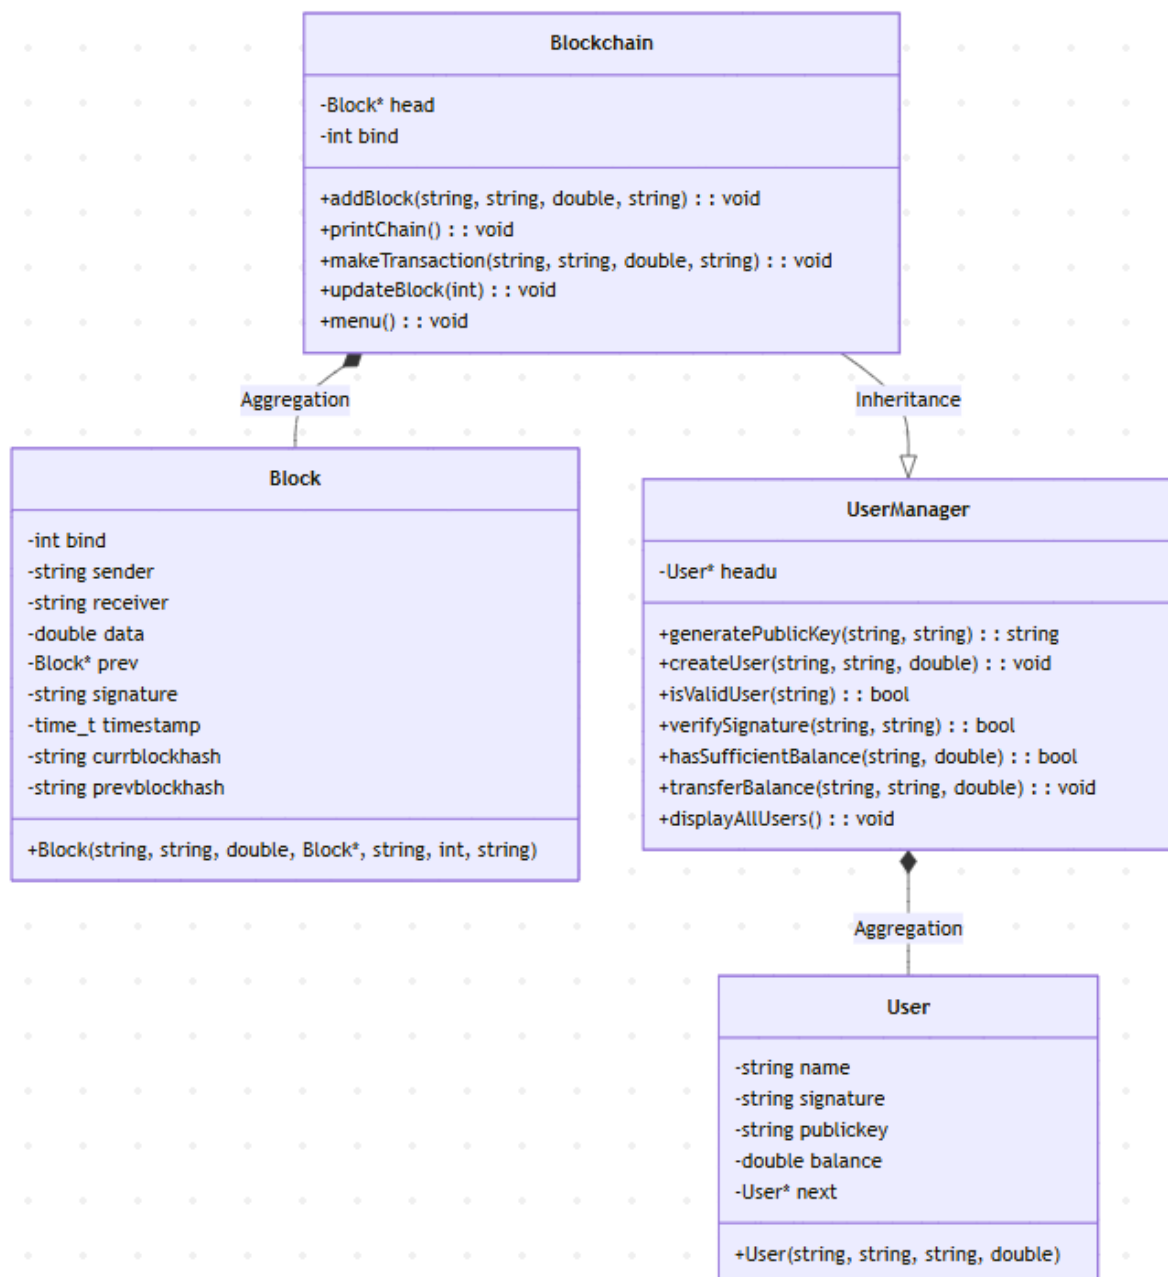 Blockchain
-Block* head
-int bind
+addBlock(string, string, double, string) : : void
+printChain() : : void
+makeTransaction(string, string, double, string) : : void
+updateBlock(int) : : void
+menu() : : void
Aggregation
Inheritance
Block
-int bind
-string sender
-string receiver
-double data
-Block* prev
-string signature
-time_t timestamp
-string currblockhash
-string prevblockhash
+Block(string, string, double, Block*, string, int, string)
UserManager
-User* headu
+generatePublicKey(string, string) : : string
+createUser(string, string, double) : : void
+isValidUser(string) : : bool
+verifySignature(string, string) : : bool
+hasSufficientBalance(string, double) : : bool
+transferBalance(string, string, double) : : void
+displayAllUsers() : : void
Aggregation
User
-string name
-string signature
-string publickey
-double balance
-User* next
+User(string, string, string, double)